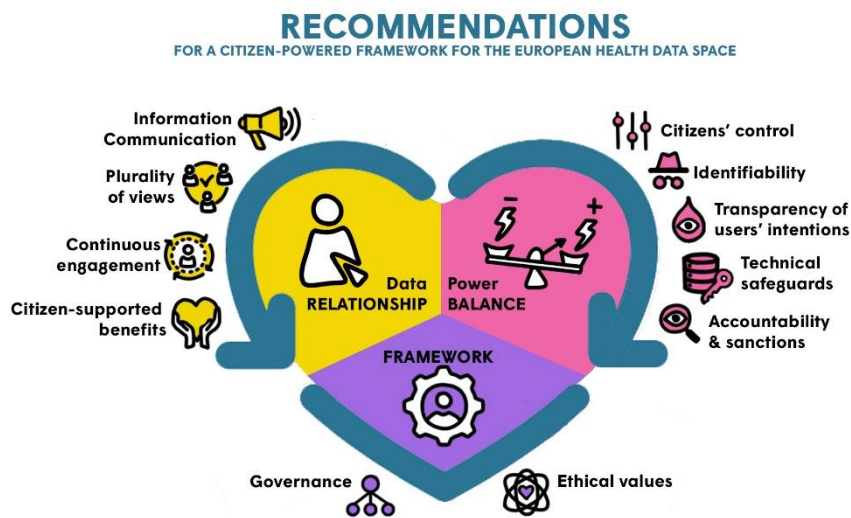 RECOMMENDATIONS
FOR A CITIZEN-POWERED FRAMEWORK FOR THE EUROPEAN HEALTH DATA SPACE
Information
Communication
Plurality
of views
Continuous
engagement
Citizen-supported
benefits
Data
RELATIONSHIP
Power
BALANCE
FRAMEWORK
Citizens’ control
Identifiability
Transparency of
users’ intentions
Technical
safeguards
Accountability
& sanctions
Governance
Ethical values